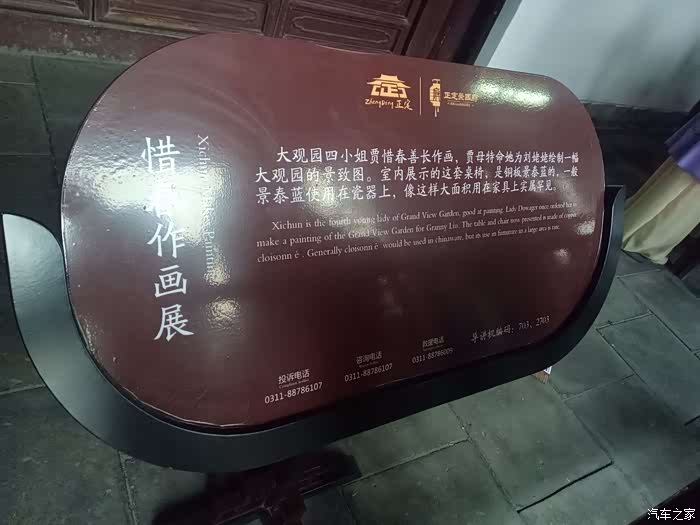 ZhengDing 正定
惜春作画展
大观园四小姐贾惜春善长作画，贾母特命她为刘姥姥绘制一幅
大观园的景致图。室内展示的这套桌椅，是铜板景泰蓝的，一般
景泰蓝使用在瓷器上，像这样大面积用在家具上实属罕见。
Xichun is the fourth young lady of Grand View Garden, good at painting. Lady Dowager once ordered her to
make a painting of the Grand View Garden for Granny Liu. The table and chair now presented is made of copper
cloisonn è . Generally cloisonn è would be used in chinaware, but its use in furniture in a large area is rare.
投诉电话
0311-88786107
咨询电话
0311-88786107
救援电话
0311-88786009
导讲机编码：703、2703
汽车之家